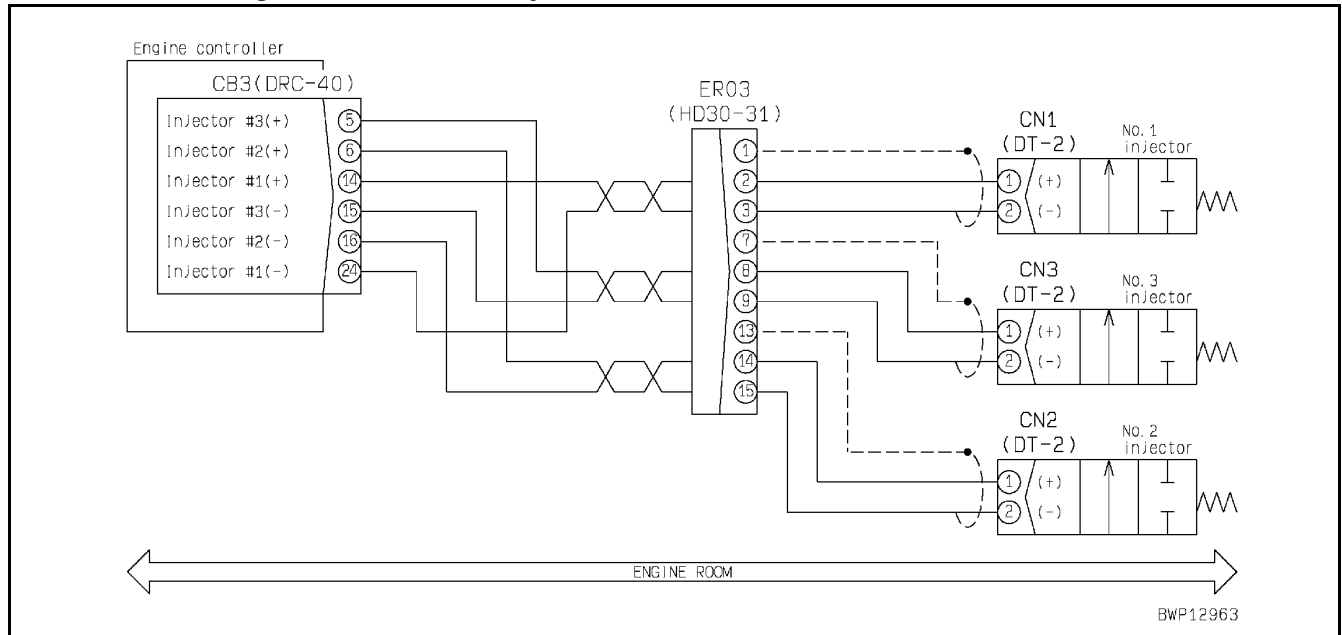 Engine controller
CB3(DRC-40)
Injector #3(+) 5
Injector #2(+) 6
Injector #1(+) 14
Injector #3(-) 15
Injector #2(-) 16
Injector #1(-) 24
ER03
(HD30-31)
1
2
3
7
8
9
13
14
15
CN1
(DT-2)
No.1
injector
1 (+)
2 (-)
CN3
(DT-2)
No.3
injector
1 (+)
2 (-)
CN2
(DT-2)
No.2
injector
1 (+)
2 (-)
ENGINE ROOM
BWP12963